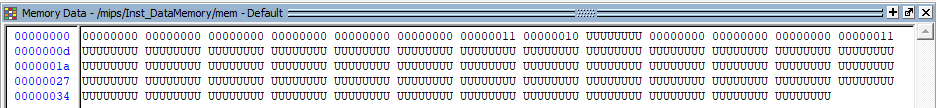 Memory Data - /mips/Inst_DataMemory/mem - Default
00000000 00000000 00000000 00000000 00000000 00000000 00000000 00000011 00000010 UUUUUUUU 00000000 00000000 00000000 00000011
0000000d UUUUUUUU UUUUUUUU UUUUUUUU UUUUUUUU UUUUUUUU UUUUUUUU UUUUUUUU UUUUUUUU UUUUUUUU UUUUUUUU UUUUUUUU UUUUUUUU UUUUUUUU
0000001a UUUUUUUU UUUUUUUU UUUUUUUU UUUUUUUU UUUUUUUU UUUUUUUU UUUUUUUU UUUUUUUU UUUUUUUU UUUUUUUU UUUUUUUU UUUUUUUU UUUUUUUU
00000027 UUUUUUUU UUUUUUUU UUUUUUUU UUUUUUUU UUUUUUUU UUUUUUUU UUUUUUUU UUUUUUUU UUUUUUUU UUUUUUUU UUUUUUUU UUUUUUUU UUUUUUUU
00000034 UUUUUUUU UUUUUUUU UUUUUUUU UUUUUUUU UUUUUUUU UUUUUUUU UUUUUUUU UUUUUUUU UUUUUUUU UUUUUUUU UUUUUUUU UUUUUUUU